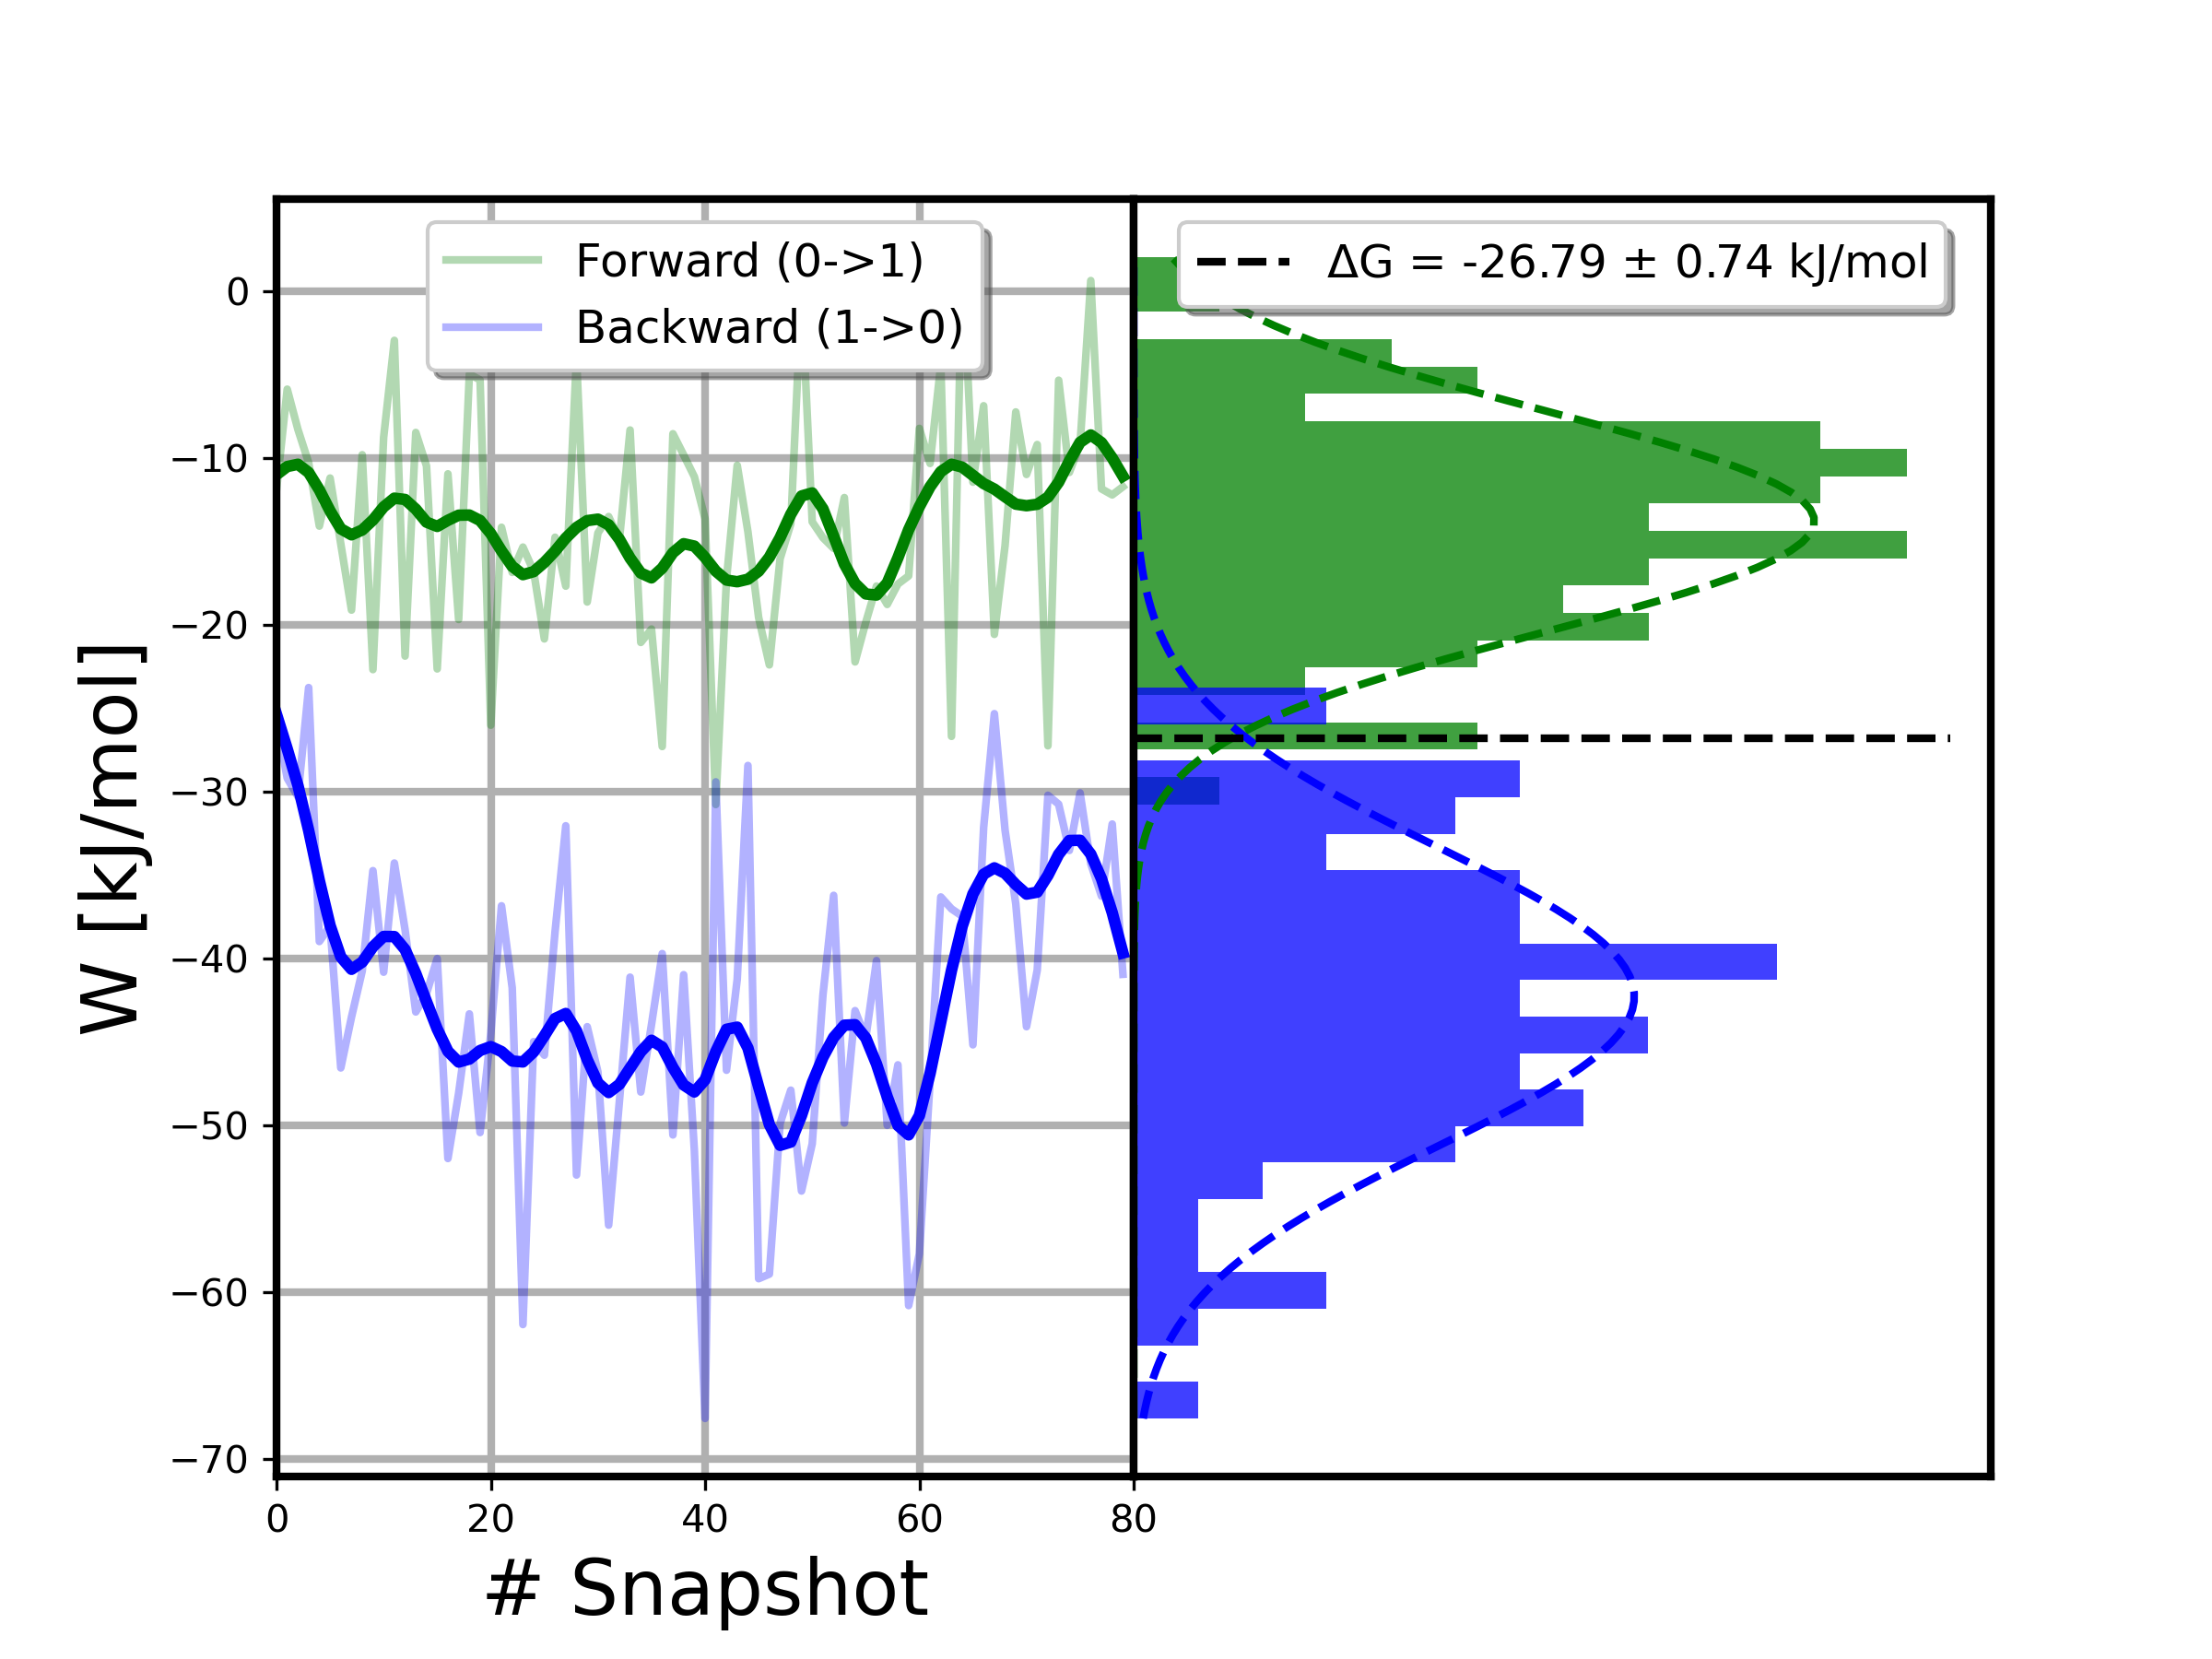 Forward (0->1)
Backward (1->0)
ΔG = -26.79 ± 0.74 kJ/mol
W [kJ/mol]
0
−10
−20
−30
−40
−50
−60
−70
0 20 40 60 80
# Snapshot